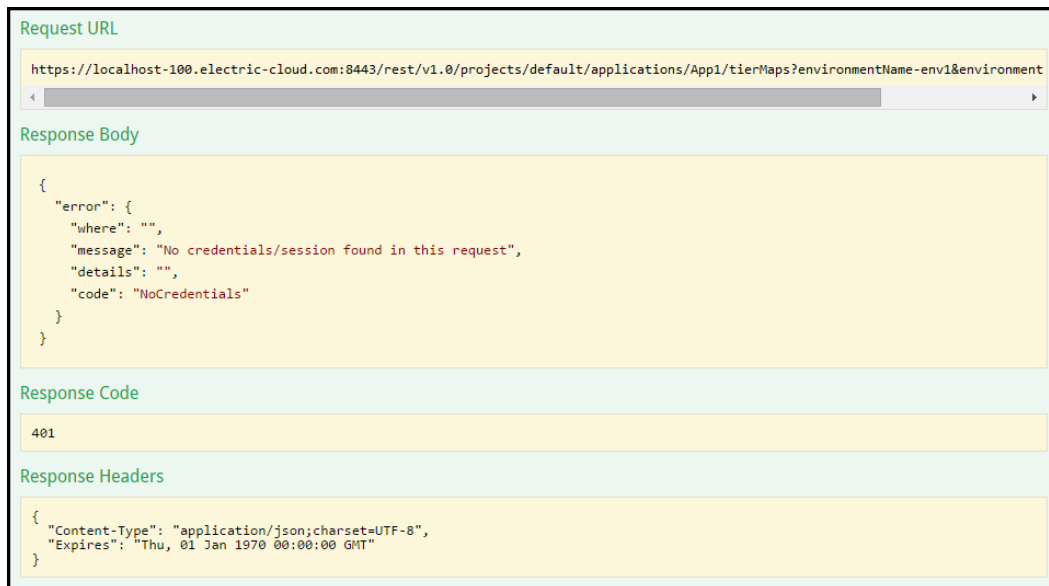 Request URL
https://localhost-100.electric-cloud.com:8443/rest/v1.0/projects/default/applications/App1/tierMaps?environmentName-env1&environment
Response Body
{
"error": {
"where": "",
"message": "No credentials/session found in this request",
"details": "",
"code": "NoCredentials"
}
}
Response Code
401
Response Headers
{
"Content-Type": "application/json;charset=UTF-8",
"Expires": "Thu, 01 Jan 1970 00:00:00 GMT"
}